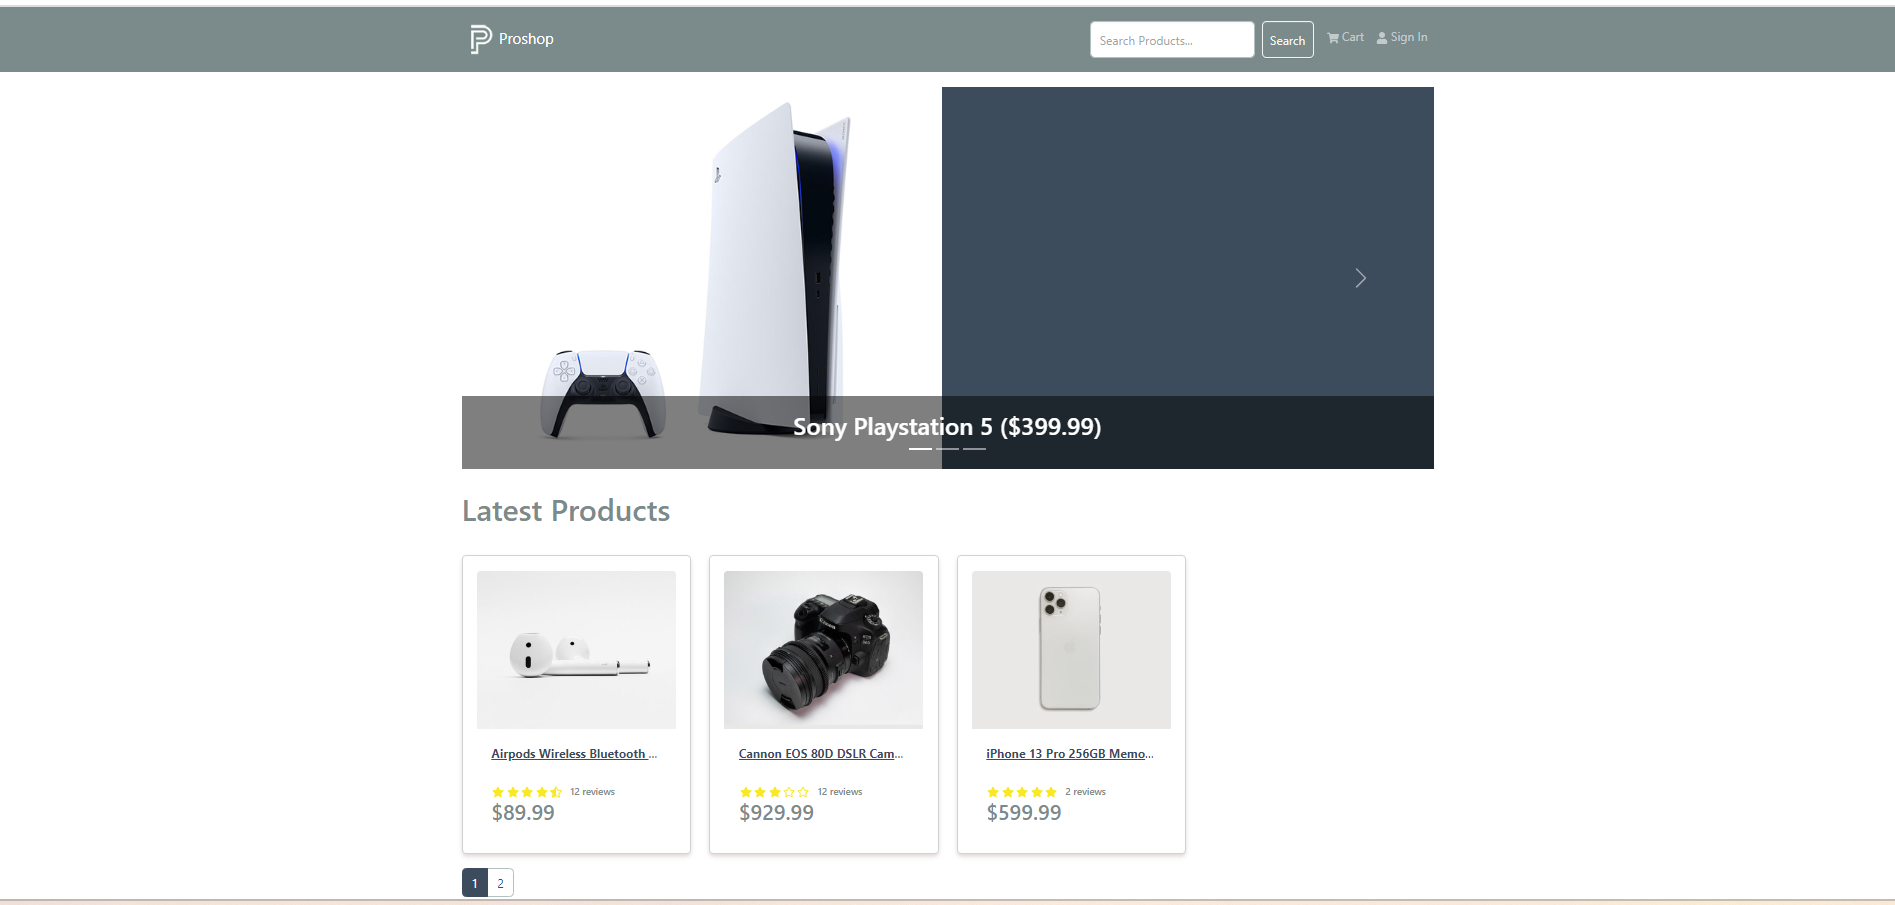 Proshop
Search Products...
Search
Cart
Sign In
Sony Playstation 5 ($399.99)
Latest Products
Airpods Wireless Bluetooth ...
12 reviews
$89.99
Cannon EOS 80D DSLR Cam...
12 reviews
$929.99
iPhone 13 Pro 256GB Memo...
2 reviews
$599.99
1
2